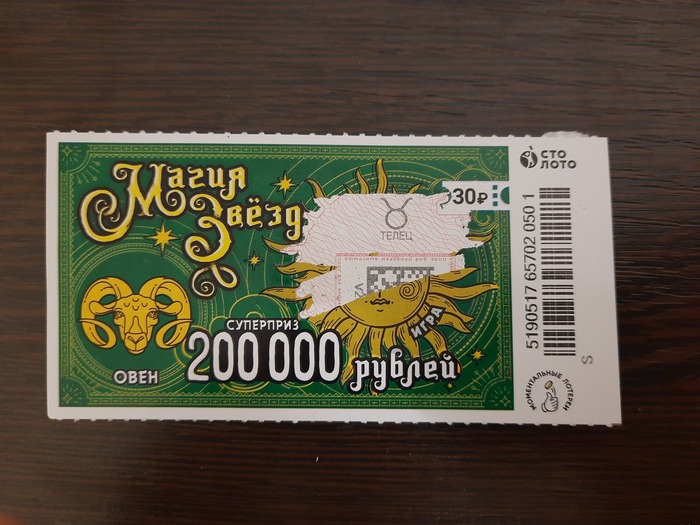 Магия
Звёзд
♉
ТЕЛЕЦ
30₽
СТО
ЛОТО
5190517 65702 050 1
ОВЕН
СУПЕРПРИЗ
200 000 рублей
ИГРА
МОМЕНТАЛЬНЫЕ ЛОТЕРЕИ
S